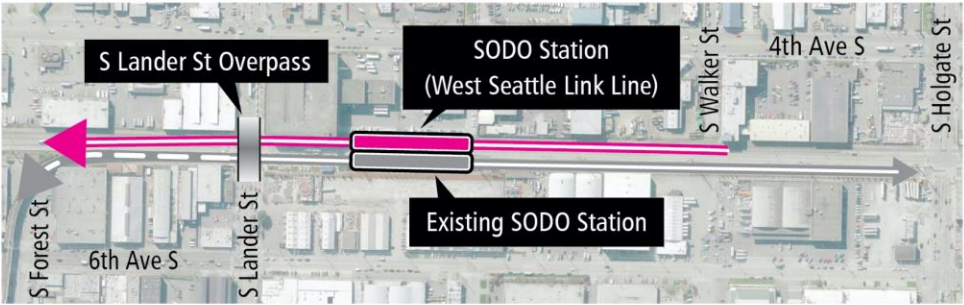 S Lander St Overpass
SODO Station
(West Seattle Link Line)
S Walker St
4th Ave S
S Holgate St
Existing SODO Station
S Forest St
6th Ave S
S Lander St